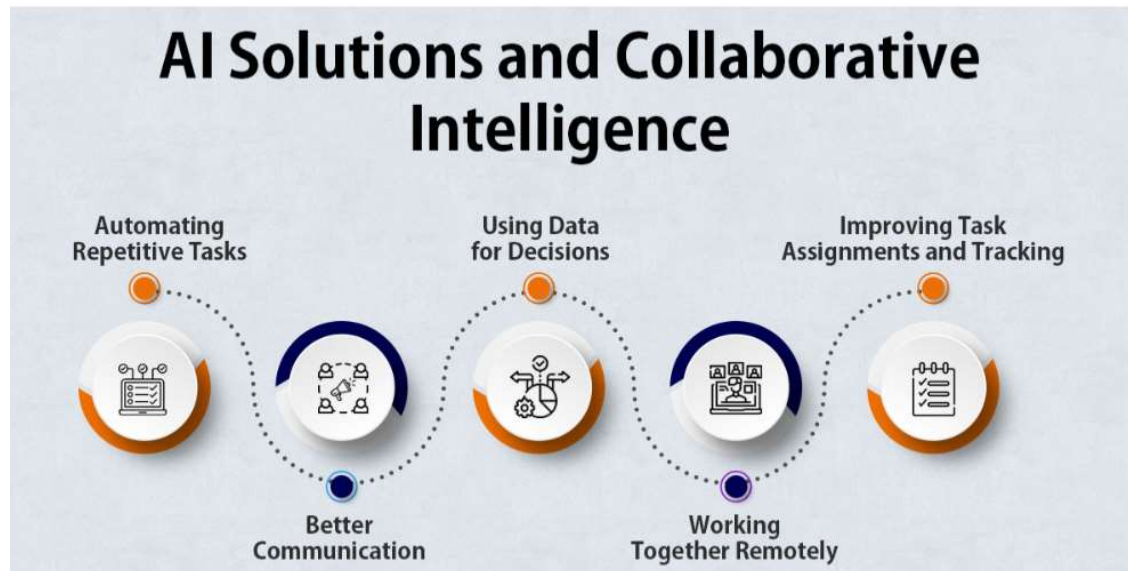 AI Solutions and Collaborative
Intelligence
Automating
Repetitive Tasks
Better
Communication
Using Data
for Decisions
Working
Together Remotely
Improving Task
Assignments and Tracking